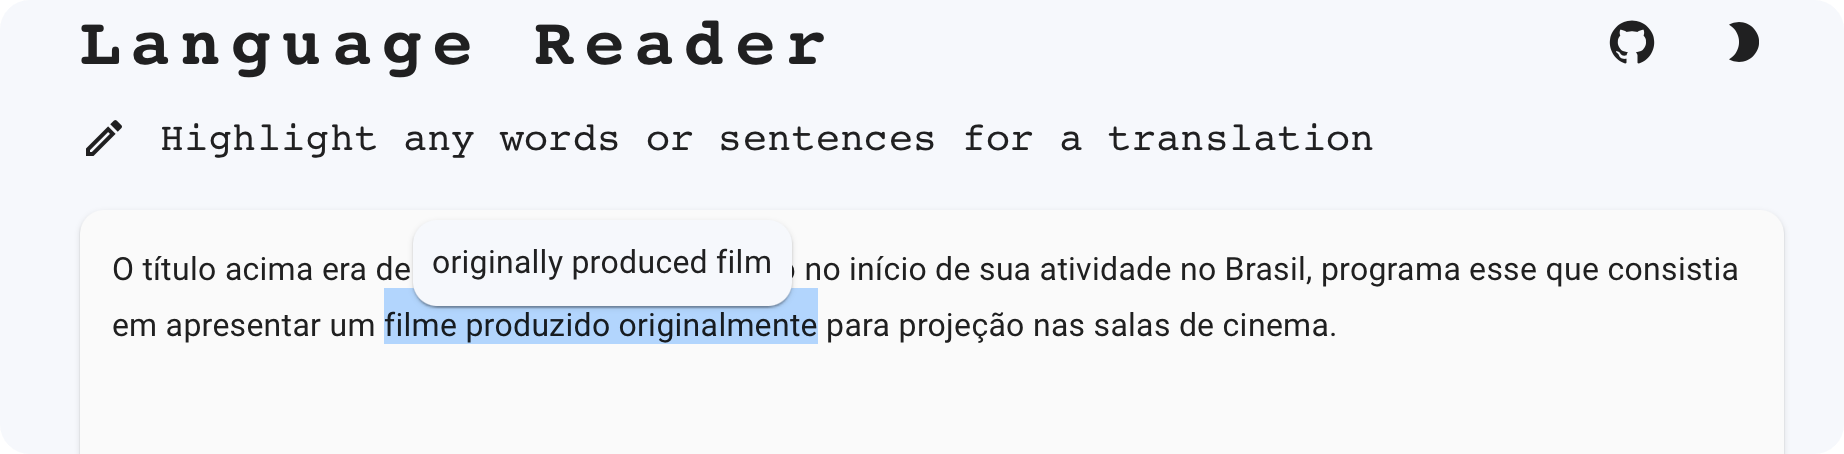 Language Reader
Highlight any words or sentences for a translation
originally produced film
O título acima era de no início de sua atividade no Brasil, programa esse que consistia
em apresentar um filme produzido originalmente para projeção nas salas de cinema.